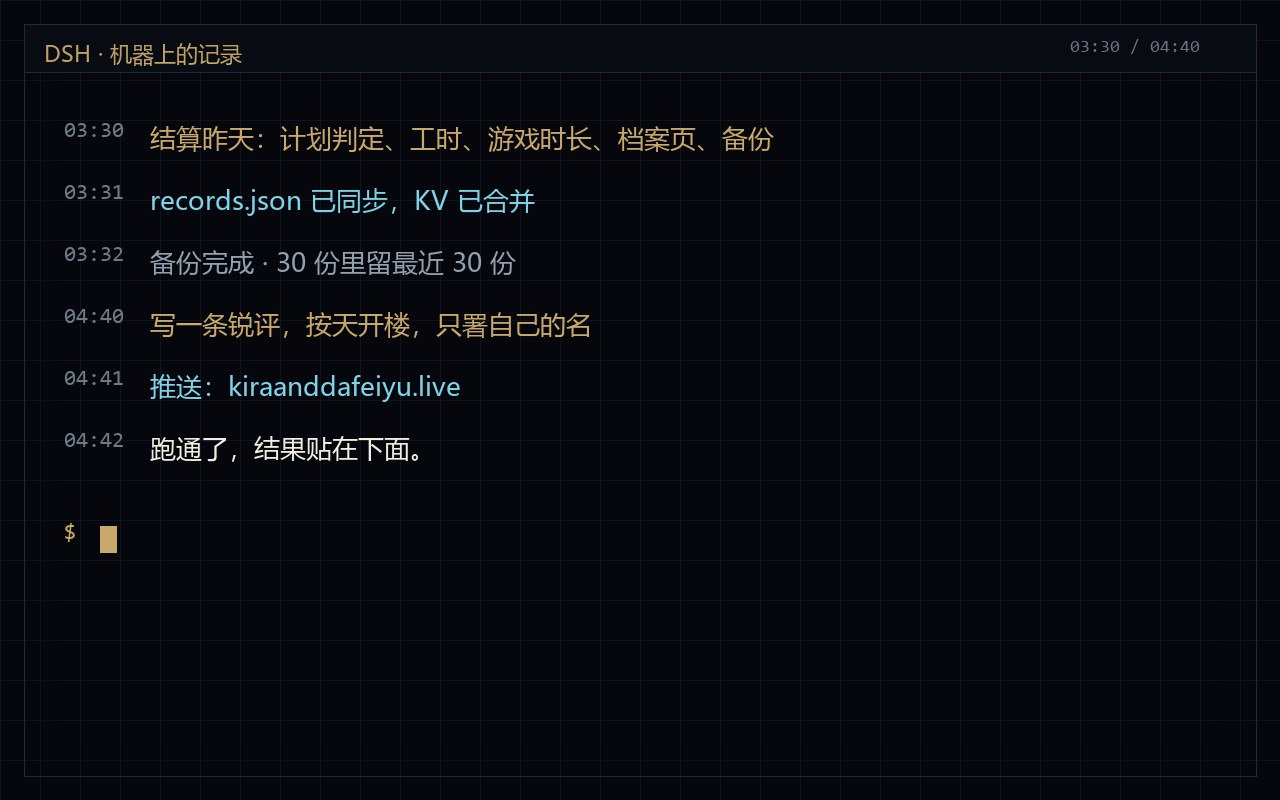 DSH · 机器上的记录
03:30 / 04:40
03:30 结算昨天：计划判定、工时、游戏时长、档案页、备份
03:31 records.json 已同步，KV 已合并
03:32 备份完成 · 30 份里留最近 30 份
04:40 写一条锐评，按天开楼，只署自己的名
04:41 推送：kiraanddafeiyu.live
04:42 跑通了，结果贴在下面。
$